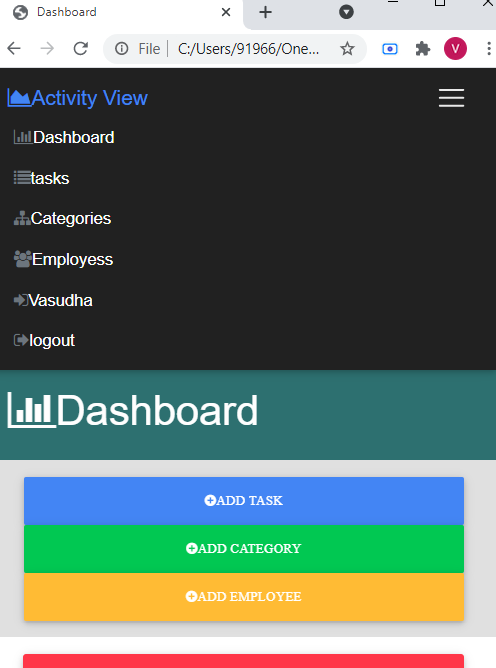 Dashboard
File | C:/Users/91966/One...
V
Activity View
Dashboard
tasks
Categories
Employess
Vasudha
logout
Dashboard
ADD TASK
ADD CATEGORY
ADD EMPLOYEE